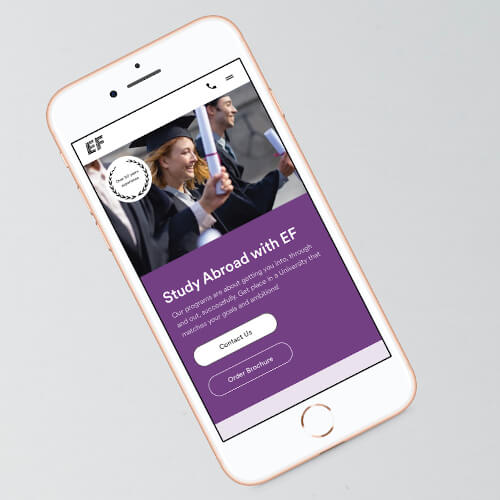 EF
Over 50 years
experience
Study Abroad with EF
Our programs are about getting you into, through
and out, successfully. Get place in a University that
matches your goals and ambitions!
Contact Us
Order Brochure